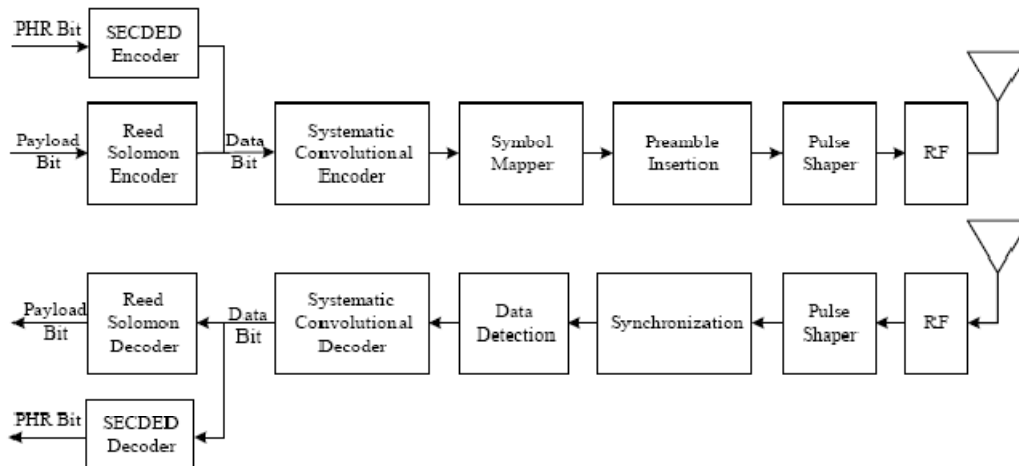 PHR Bit
SECDED
Encoder
Payload
Bit
Reed
Solomon
Encoder
Data
Bit
Systematic
Convolutional
Encoder
Symbol
Mapper
Preamble
Insertion
Pulse
Shaper
RF
Payload
Bit
Reed
Solomon
Decoder
Data
Bit
Systematic
Convolutional
Decoder
Data
Detection
Synchronization
Pulse
Shaper
RF
PHR Bit
SECDED
Decoder